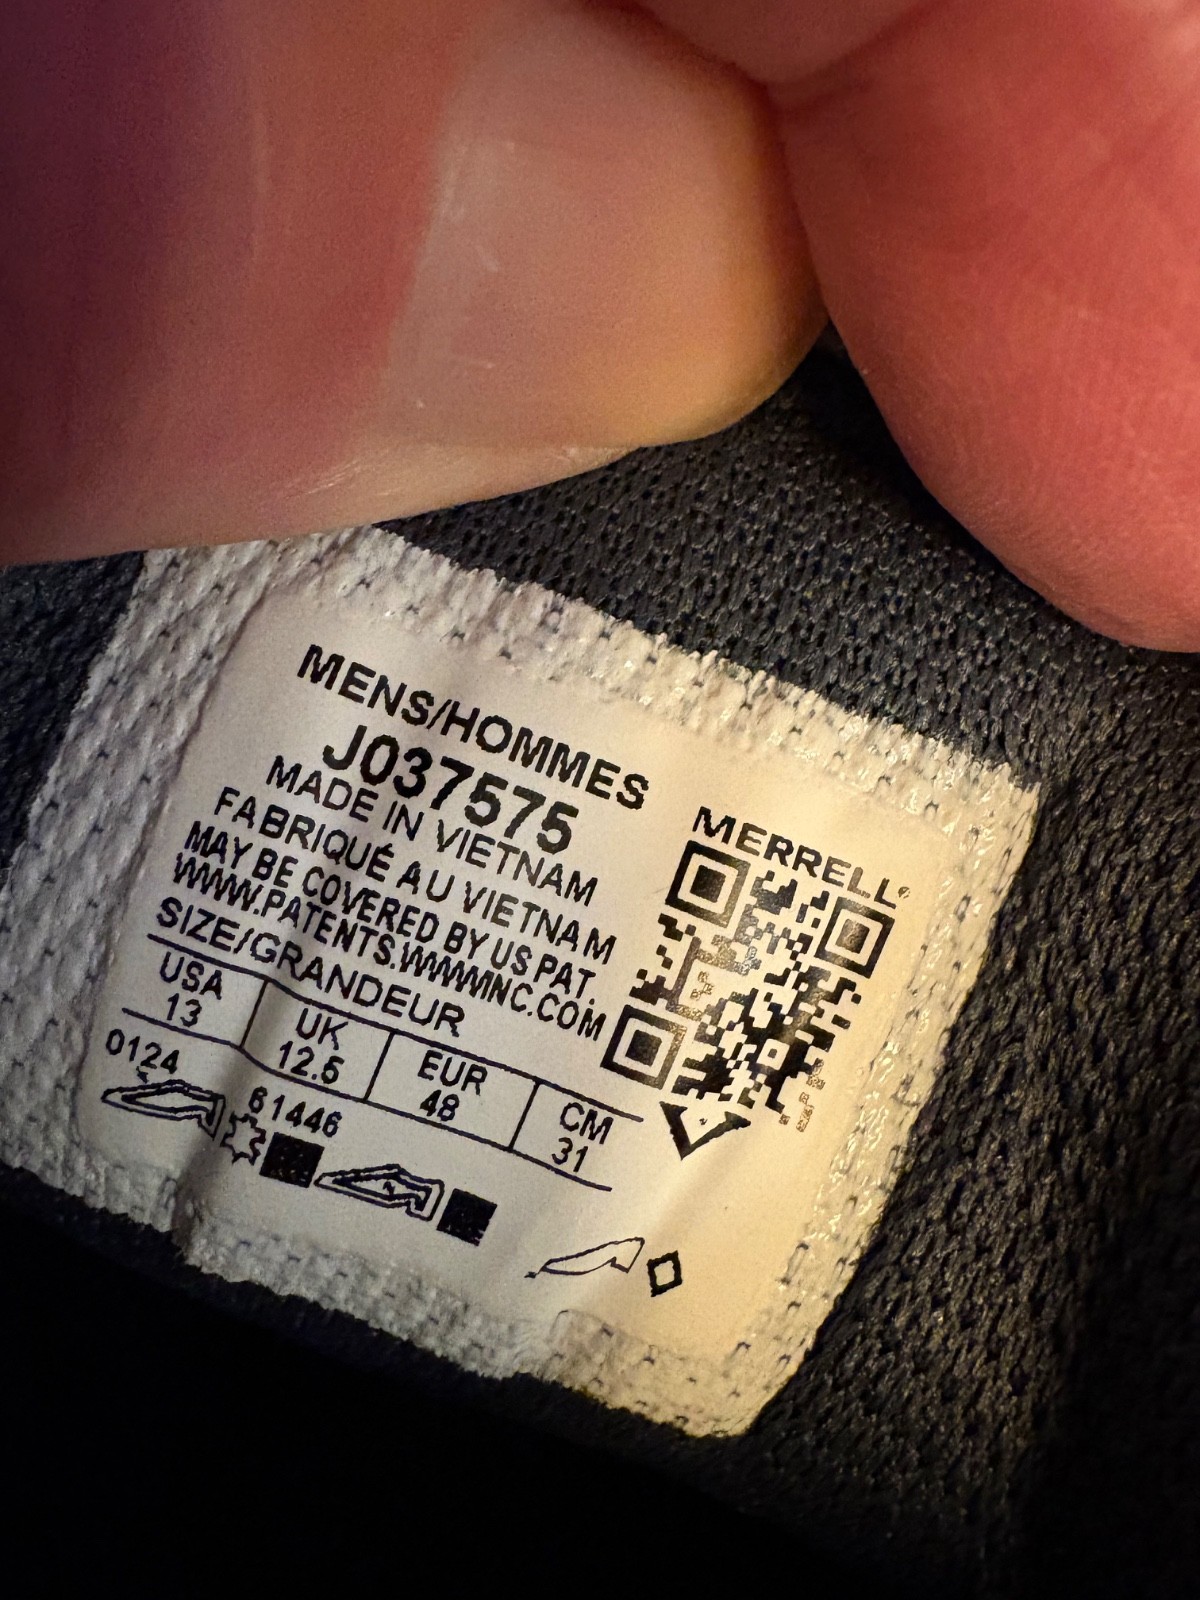 MENS/HOMMES
J037575
MADE IN VIETNAM
FABRIQUÉ AU VIETNAM
MAY BE COVERED BY US PAT.
WWW.PATENTS.WWWINC.COM
SIZE/GRANDEUR
USA UK EUR CM
13 12.5 48 31
0124 61446
MERRELL®